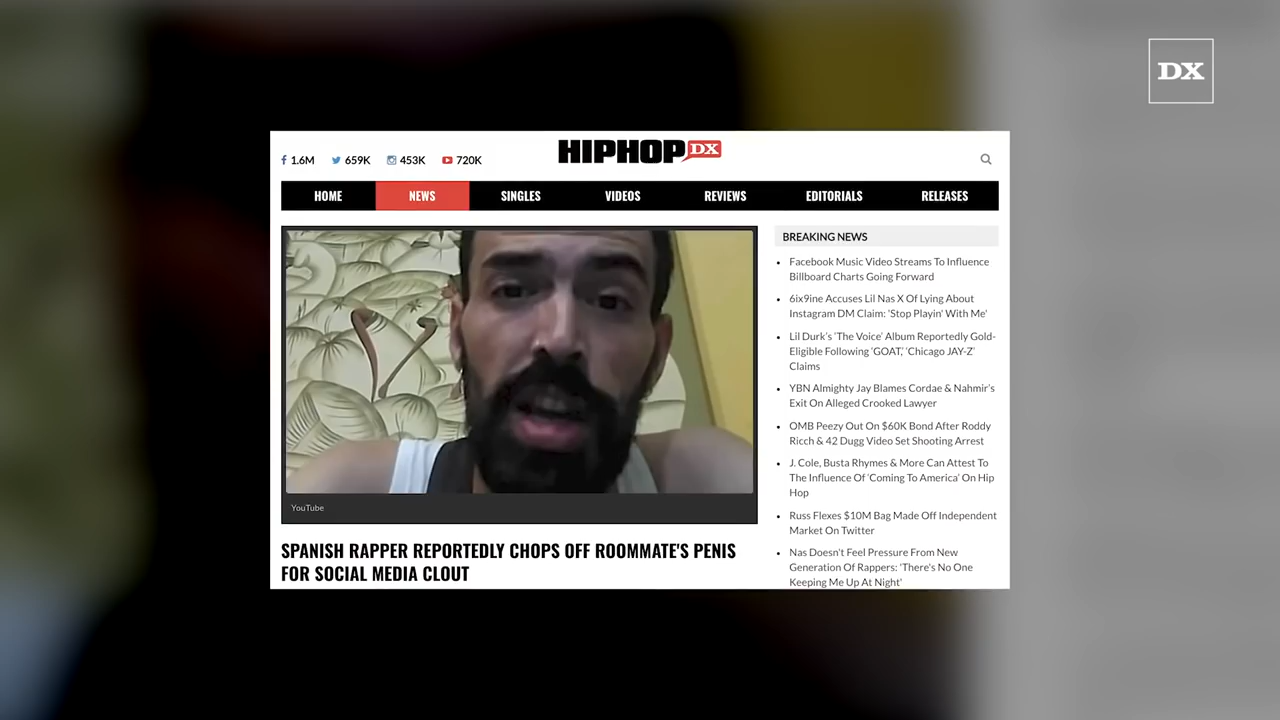 DX
1.6M 659K 453K 720K
HIPHOPDX
HOME NEWS SINGLES VIDEOS REVIEWS EDITORIALS RELEASES
YouTube
SPANISH RAPPER REPORTEDLY CHOPS OFF ROOMMATE'S PENIS
FOR SOCIAL MEDIA CLOUT
BREAKING NEWS
Facebook Music Video Streams To Influence
Billboard Charts Going Forward
6ix9ine Accuses Lil Nas X Of Lying About
Instagram DM Claim: 'Stop Playin' With Me'
Lil Durk's 'The Voice' Album Reportedly Gold-
Eligible Following 'GOAT,' 'Chicago JAY-Z'
Claims
YBN Almighty Jay Blames Cordae & Nahmir's
Exit On Alleged Crooked Lawyer
OMB Peezy Out On $60K Bond After Roddy
Ricch & 42 Dugg Video Set Shooting Arrest
J. Cole, Busta Rhymes & More Can Attest To
The Influence Of 'Coming To America' On Hip
Hop
Russ Flexes $10M Bag Made Off Independent
Market On Twitter
Nas Doesn't Feel Pressure From New
Generation Of Rappers: 'There's No One
Keeping Me Up At Night'